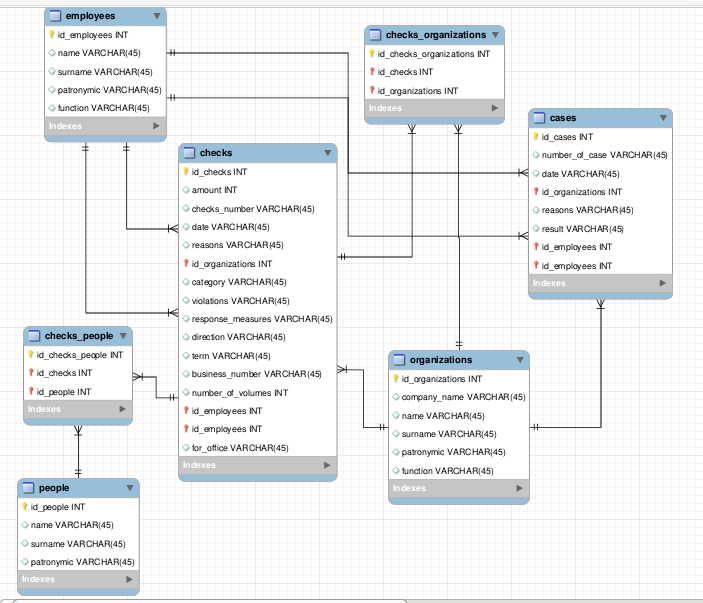 employees
id_employees INT
name VARCHAR(45)
surname VARCHAR(45)
patronymic VARCHAR(45)
function VARCHAR(45)
Indexes
checks_organizations
id_checks_organizations INT
id_checks INT
id_organizations INT
Indexes
cases
id_cases INT
number_of_case VARCHAR(45)
date VARCHAR(45)
id_organizations INT
reasons VARCHAR(45)
result VARCHAR(45)
id_employees INT
id_employees INT
Indexes
checks
id_checks INT
amount INT
checks_number VARCHAR(45)
date VARCHAR(45)
reasons VARCHAR(45)
id_organizations INT
category VARCHAR(45)
violations VARCHAR(45)
response_measures VARCHAR(45)
direction VARCHAR(45)
term VARCHAR(45)
business_number VARCHAR(45)
number_of_volumes INT
id_employees INT
id_employees INT
for_office VARCHAR(45)
Indexes
checks_people
id_checks_people INT
id_checks INT
id_people INT
Indexes
organizations
id_organizations INT
company_name VARCHAR(45)
name VARCHAR(45)
surname VARCHAR(45)
patronymic VARCHAR(45)
function VARCHAR(45)
Indexes
people
id_people INT
name VARCHAR(45)
surname VARCHAR(45)
patronymic VARCHAR(45)
Indexes